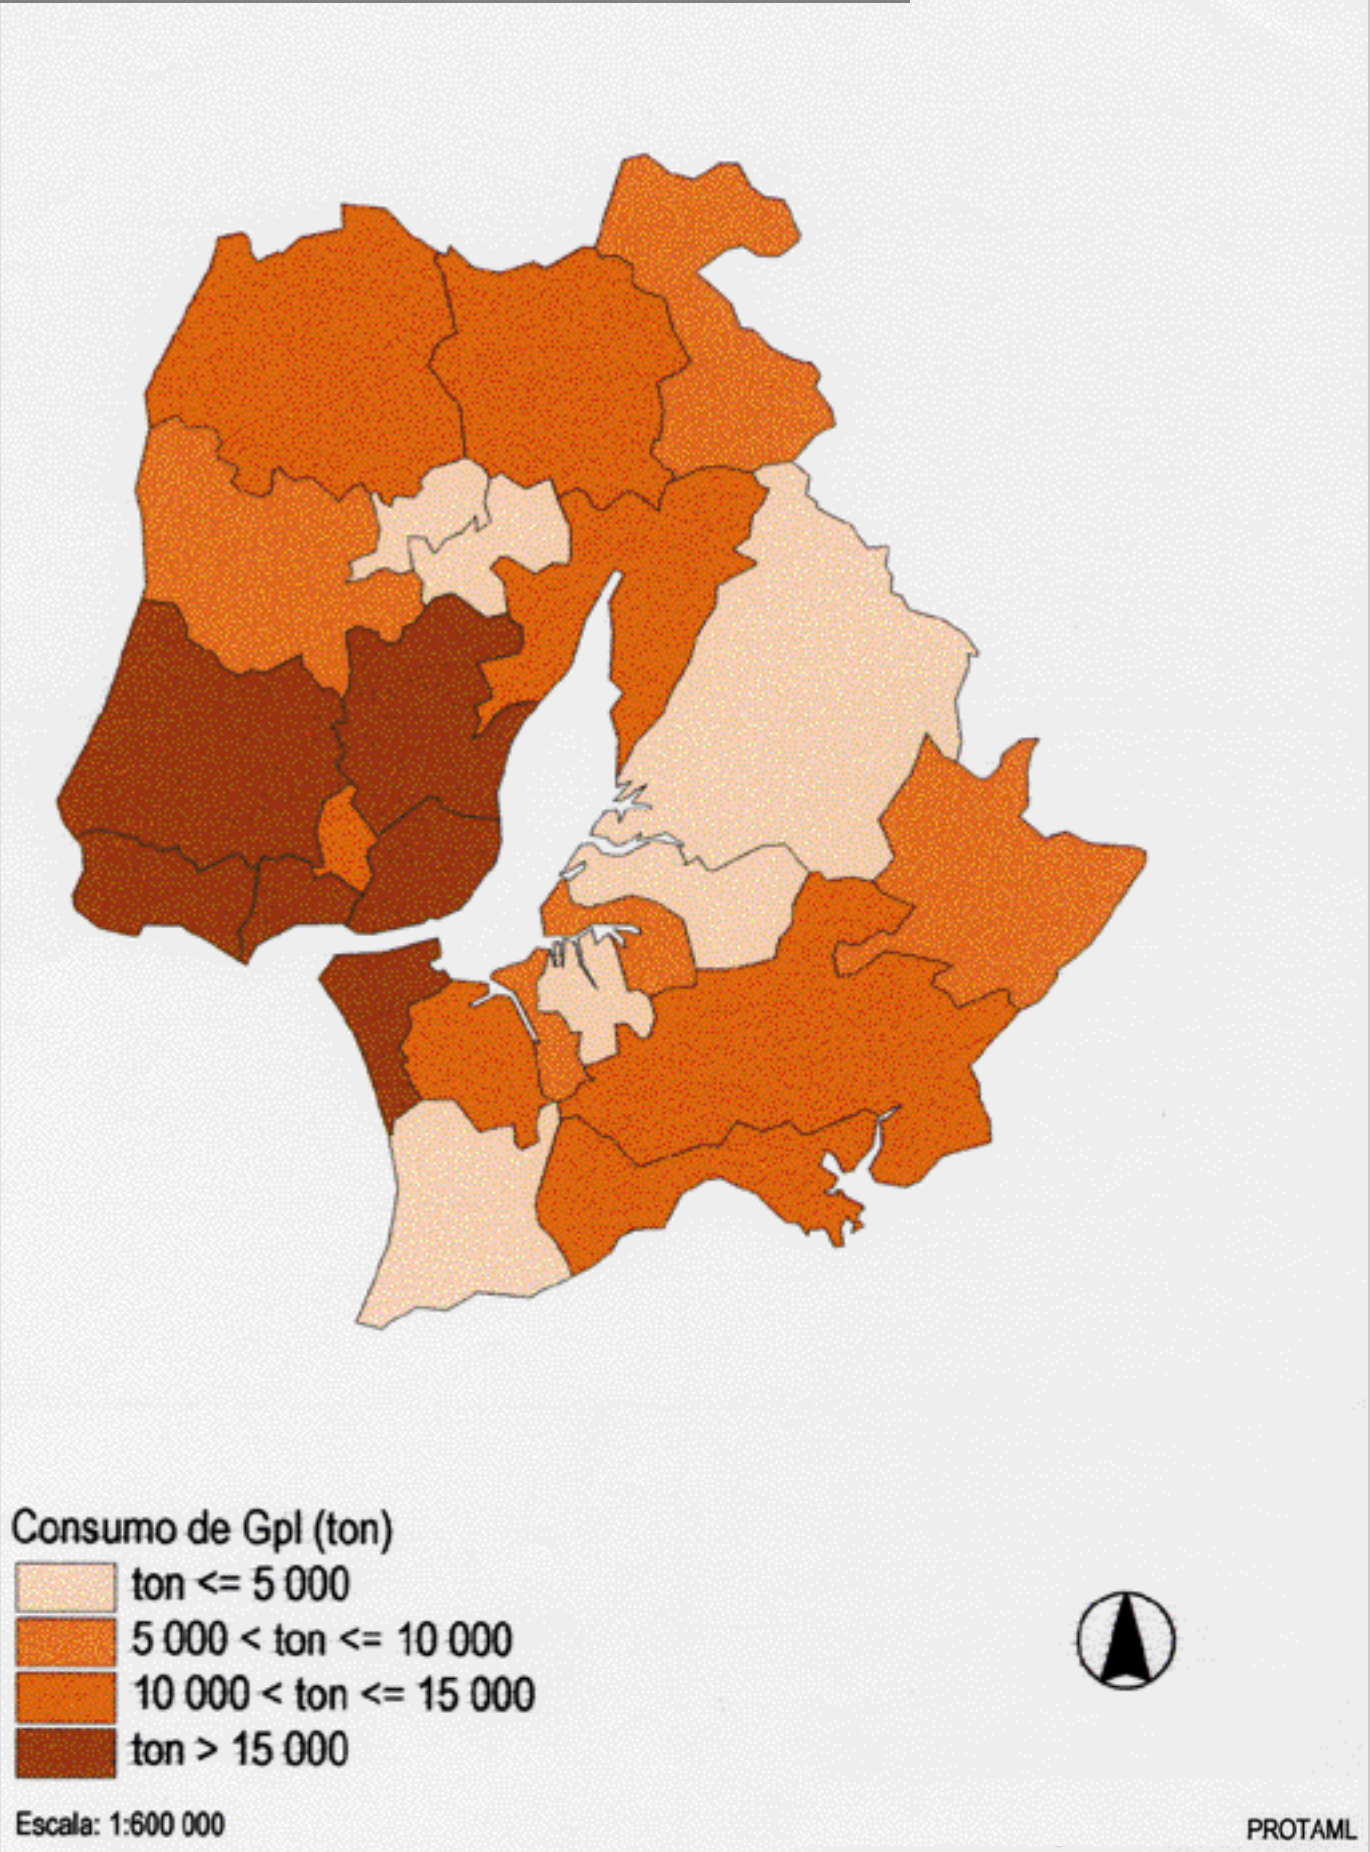 Consumo de Gpl (ton)
ton <= 5 000
5 000 < ton <= 10 000
10 000 < ton <= 15 000
ton > 15 000
Escala: 1:600 000
PROTAML